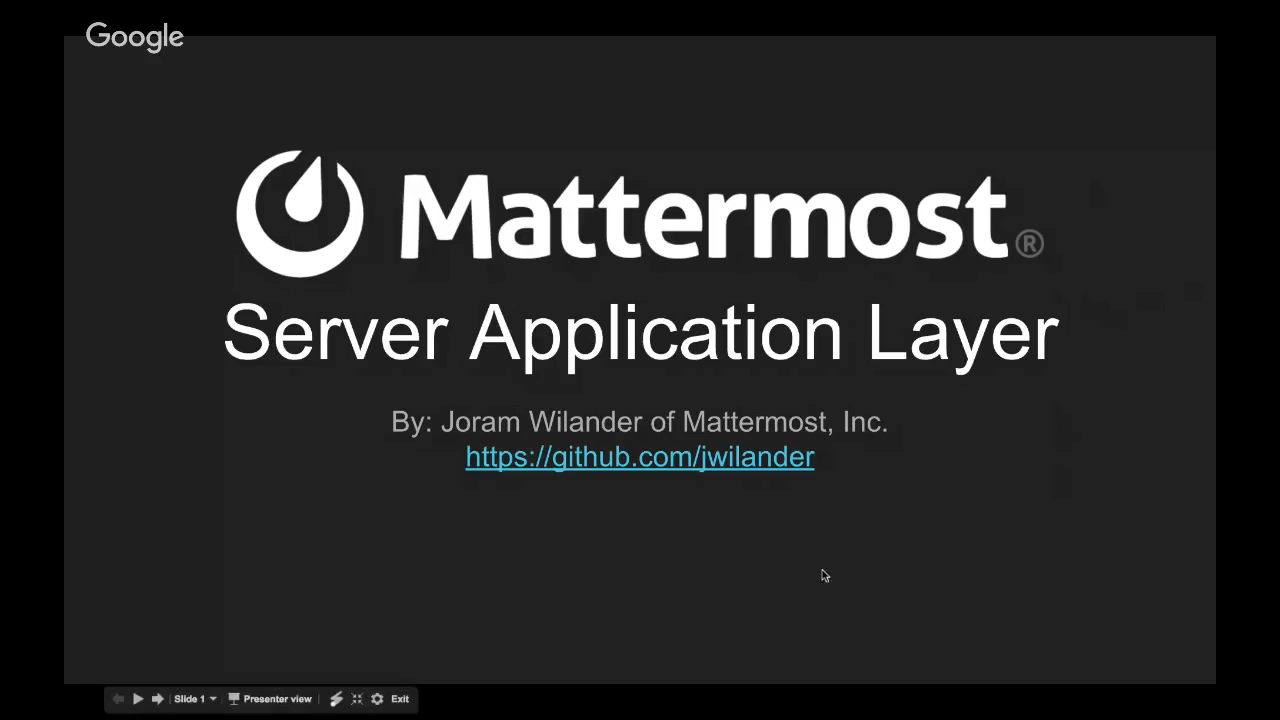 Google
Mattermost®
Server Application Layer
By: Joram Wilander of Mattermost, Inc.
https://github.com/jwilander
Slide 1 Presenter view Exit